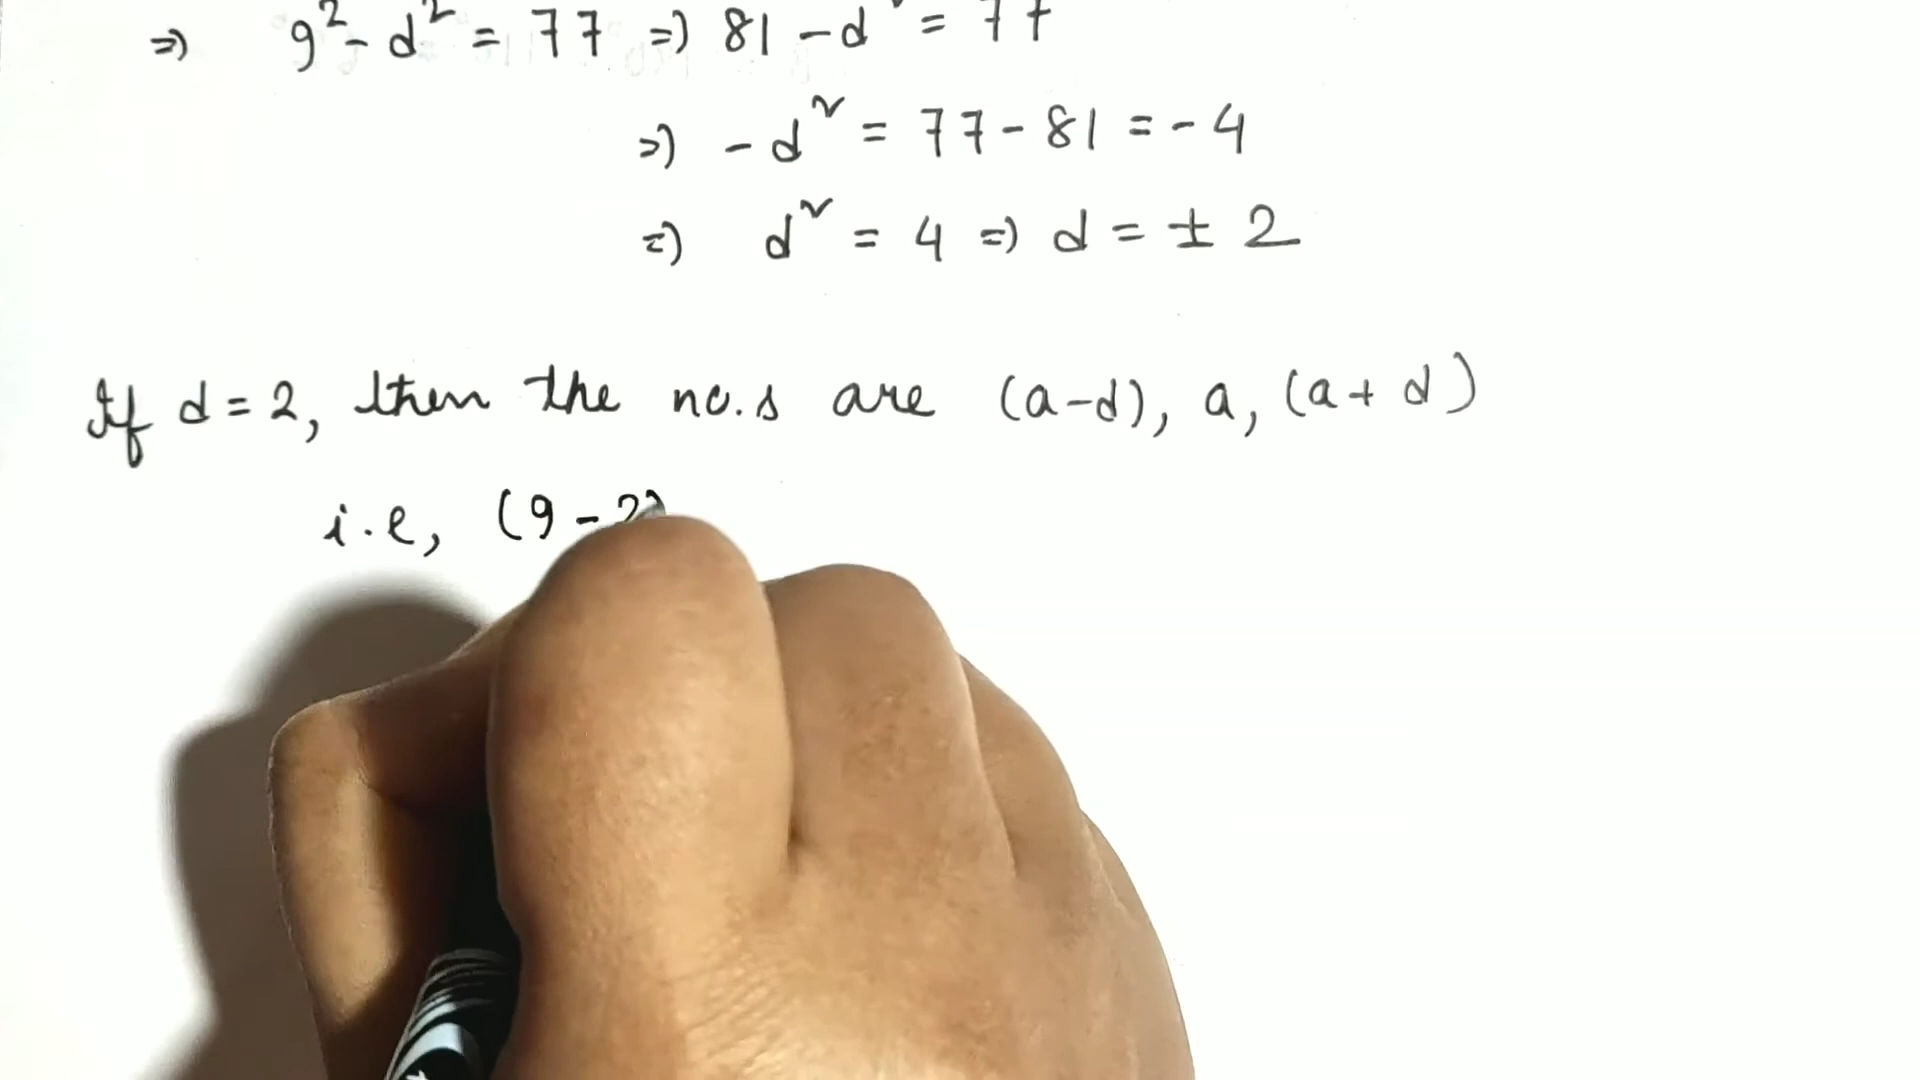 ⇒ 9² - d² = 77 ⇒ 81 - d² = 77
⇒ - d² = 77 - 81 = - 4
⇒ d² = 4 ⇒ d = ± 2
If d = 2, then the no.s are (a-d), a, (a+d)
i.e, (9 - 2)